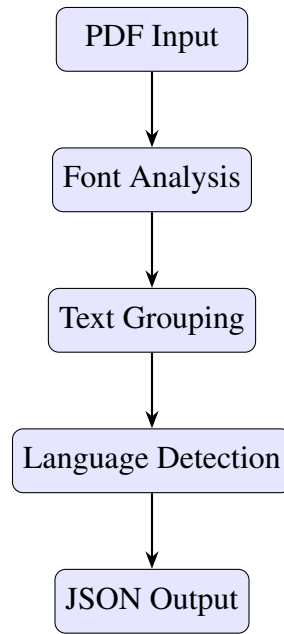 PDF Input
Font Analysis
Text Grouping
Language Detection
JSON Output